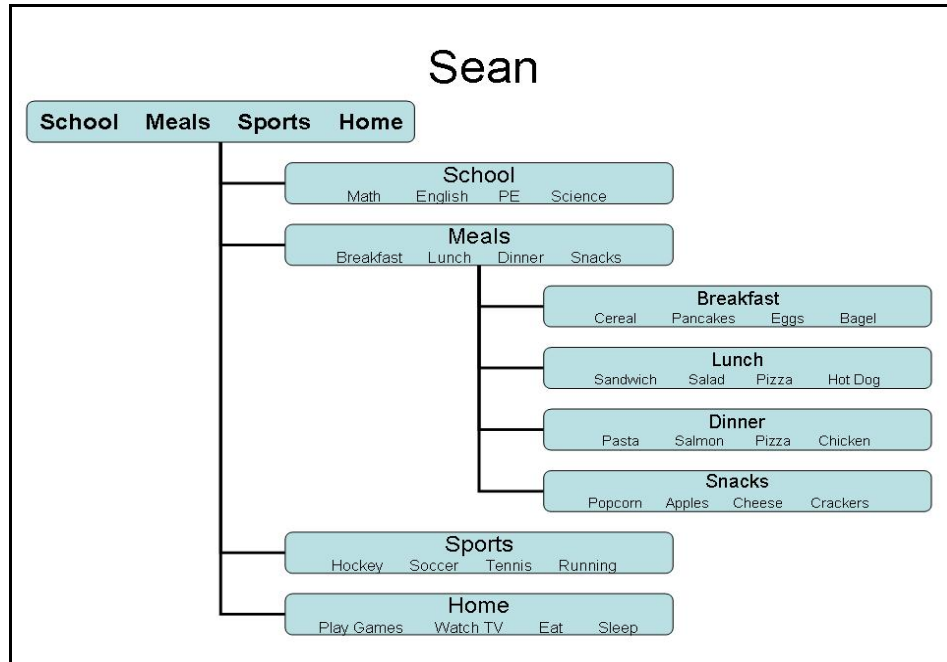 Sean
School Meals Sports Home
School
Math English PE Science
Meals
Breakfast Lunch Dinner Snacks
Breakfast
Cereal Pancakes Eggs Bagel
Lunch
Sandwich Salad Pizza Hot Dog
Dinner
Pasta Salmon Pizza Chicken
Snacks
Popcorn Apples Cheese Crackers
Sports
Hockey Soccer Tennis Running
Home
Play Games Watch TV Eat Sleep